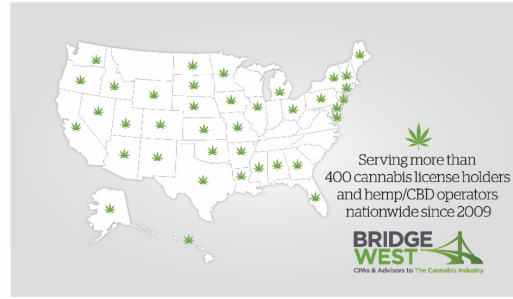 Serving more than
400 cannabis license holders
and hemp/CBD operators
nationwide since 2009
BRIDGE
WEST
CPAs & Advisors to The Cannabis Industry